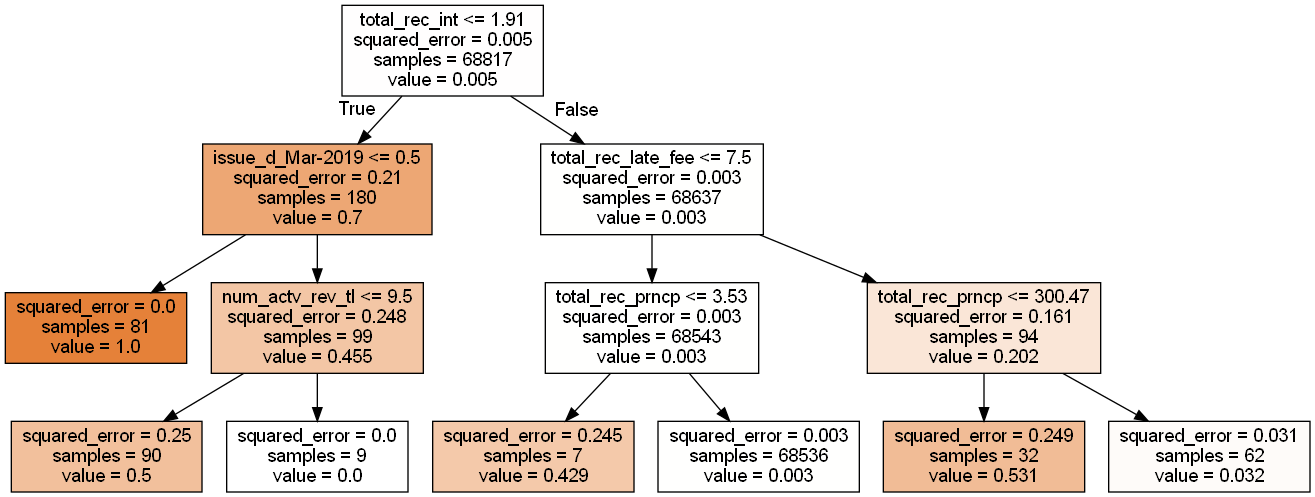 total_rec_int <= 1.91
squared_error = 0.005
samples = 68817
value = 0.005
True
False
issue_d_Mar-2019 <= 0.5
squared_error = 0.21
samples = 180
value = 0.7
total_rec_late_fee <= 7.5
squared_error = 0.003
samples = 68637
value = 0.003
squared_error = 0.0
samples = 81
value = 1.0
num_actv_rev_tl <= 9.5
squared_error = 0.248
samples = 99
value = 0.455
total_rec_prncp <= 3.53
squared_error = 0.003
samples = 68543
value = 0.003
total_rec_prncp <= 300.47
squared_error = 0.161
samples = 94
value = 0.202
squared_error = 0.25
samples = 90
value = 0.5
squared_error = 0.0
samples = 9
value = 0.0
squared_error = 0.245
samples = 7
value = 0.429
squared_error = 0.003
samples = 68536
value = 0.003
squared_error = 0.249
samples = 32
value = 0.531
squared_error = 0.031
samples = 62
value = 0.032